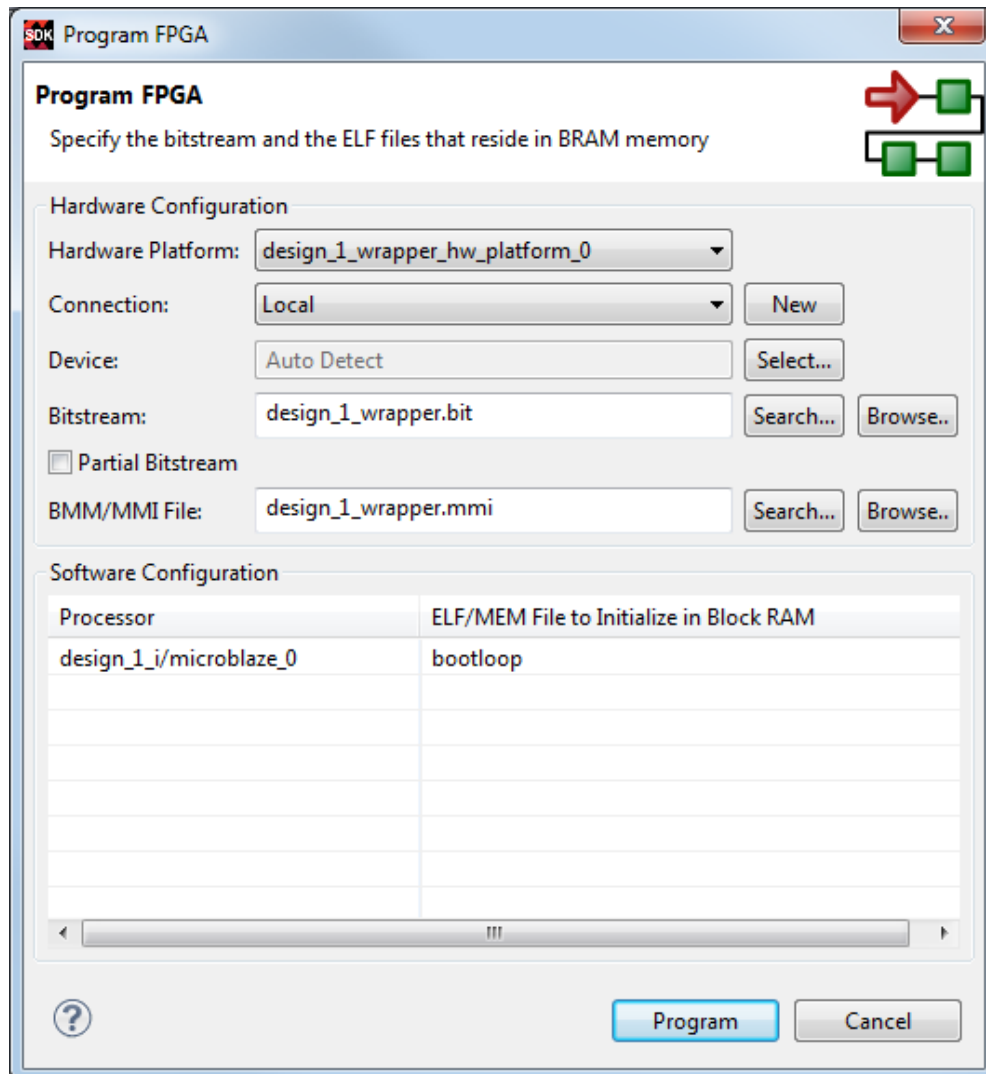 SDK Program FPGA
Program FPGA
Specify the bitstream and the ELF files that reside in BRAM memory
Hardware Configuration
Hardware Platform: design_1_wrapper_hw_platform_0
Connection: Local New
Device: Auto Detect Select...
Bitstream: design_1_wrapper.bit Search... Browse..
Partial Bitstream
BMM/MMI File: design_1_wrapper.mmi Search... Browse..
Software Configuration
Processor ELF/MEM File to Initialize in Block RAM
design_1_i/microblaze_0 bootloop
Program Cancel